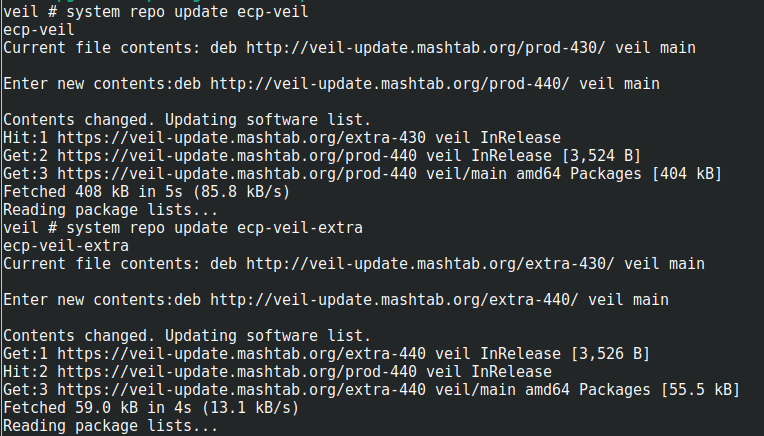 veil # system repo update ecp-veil
ecp-veil
Current file contents: deb http://veil-update.mashtab.org/prod-430/ veil main
Enter new contents:deb http://veil-update.mashtab.org/prod-440/ veil main
Contents changed. Updating software list.
Hit:1 https://veil-update.mashtab.org/extra-430 veil InRelease
Get:2 https://veil-update.mashtab.org/prod-440 veil InRelease [3,524 B]
Get:3 https://veil-update.mashtab.org/prod-440 veil/main amd64 Packages [404 kB]
Fetched 408 kB in 5s (85.8 kB/s)
Reading package lists...
veil # system repo update ecp-veil-extra
ecp-veil-extra
Current file contents: deb http://veil-update.mashtab.org/extra-430/ veil main
Enter new contents:deb http://veil-update.mashtab.org/extra-440/ veil main
Contents changed. Updating software list.
Get:1 https://veil-update.mashtab.org/extra-440 veil InRelease [3,526 B]
Hit:2 https://veil-update.mashtab.org/prod-440 veil InRelease
Get:3 https://veil-update.mashtab.org/extra-440 veil/main amd64 Packages [55.5 kB]
Fetched 59.0 kB in 4s (13.1 kB/s)
Reading package lists...